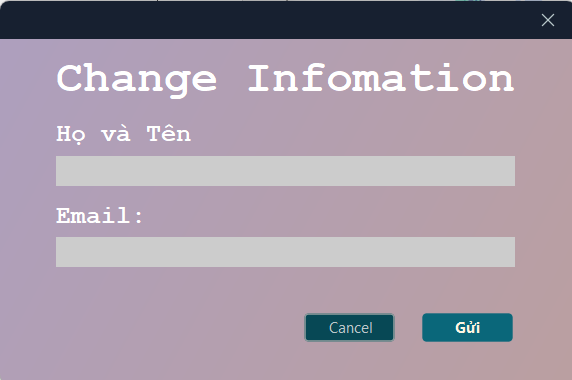 Change Infomation
Họ và Tên
Email:
Cancel
Gửi